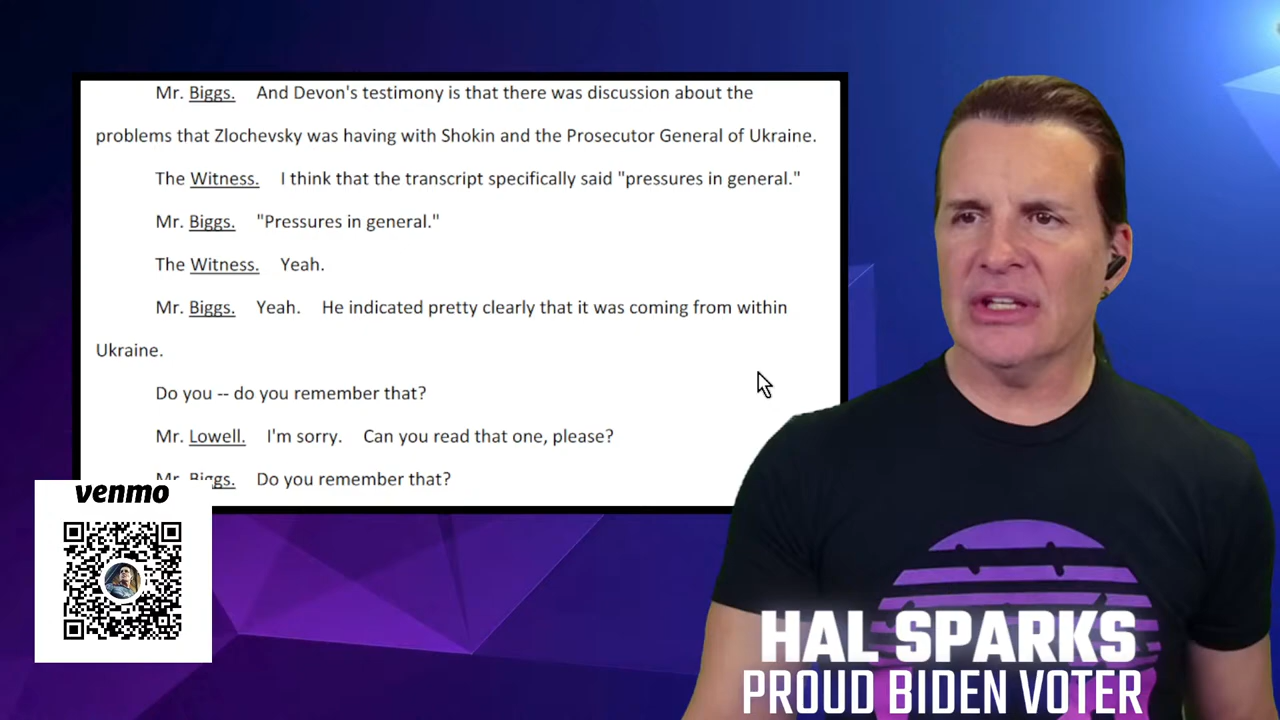 Mr. Biggs. And Devon's testimony is that there was discussion about the
problems that Zlochevsky was having with Shokin and the Prosecutor General of Ukraine.
The Witness. I think that the transcript specifically said "pressures in general."
Mr. Biggs. "Pressures in general."
The Witness. Yeah.
Mr. Biggs. Yeah. He indicated pretty clearly that it was coming from within
Ukraine.
Do you -- do you remember that?
Mr. Lowell. I'm sorry. Can you read that one, please?
Mr. Biggs. Do you remember that?
venmo
HAL SPARKS
PROUD BIDEN VOTER